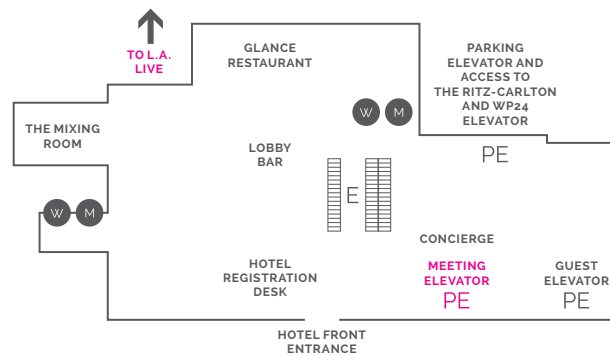 TO L.A.
LIVE
GLANCE
RESTAURANT
PARKING
ELEVATOR AND
ACCESS TO
THE RITZ-CARLTON
AND WP24
ELEVATOR
PE
W M
THE MIXING
ROOM
LOBBY
BAR
E
W M
CONCIERGE
HOTEL
REGISTRATION
DESK
MEETING
ELEVATOR
PE
GUEST
ELEVATOR
PE
HOTEL FRONT
ENTRANCE